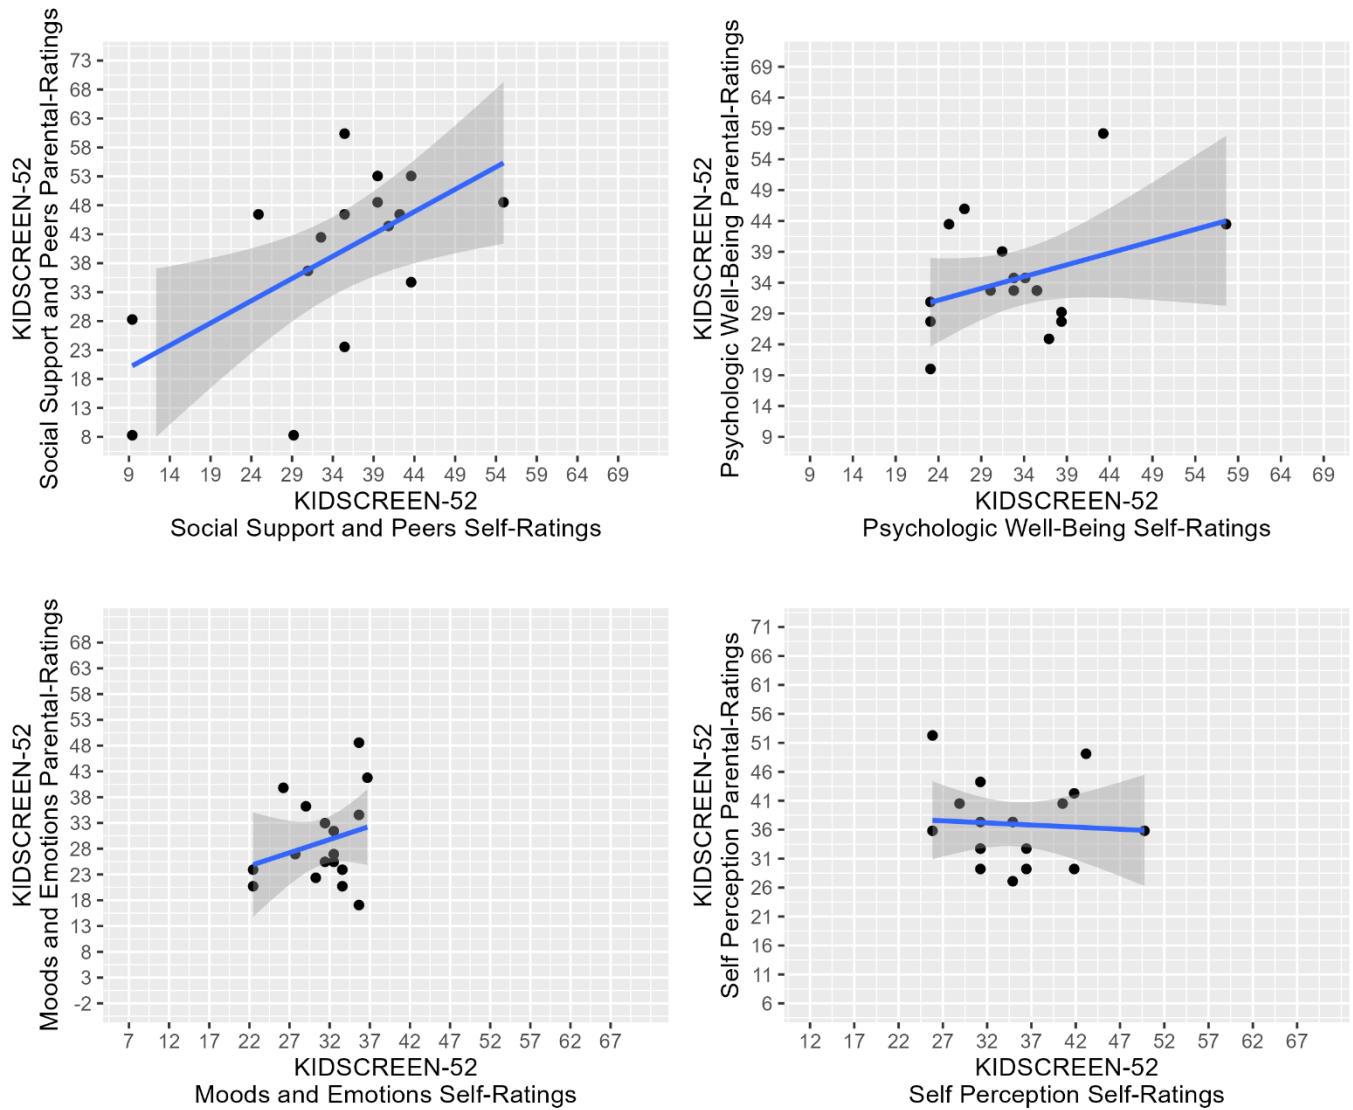 KIDSCREEN-52
Social Support and Peers Parental-Ratings
73
68
63
58
53
48
43
38
33
28
23
18
13
8
9 14 19 24 29 34 39 44 49 54 59 64 69
KIDSCREEN-52
Social Support and Peers Self-Ratings
KIDSCREEN-52
Psychologic Well-Being Parental-Ratings
69
64
59
54
49
44
39
34
29
24
19
14
9
9 14 19 24 29 34 39 44 49 54 59 64 69
KIDSCREEN-52
Psychologic Well-Being Self-Ratings
KIDSCREEN-52
Moods and Emotions Parental-Ratings
68
63
58
53
48
43
38
33
28
23
18
13
8
3
-2
7 12 17 22 27 32 37 42 47 52 57 62 67
KIDSCREEN-52
Moods and Emotions Self-Ratings
KIDSCREEN-52
Self Perception Parental-Ratings
71
66
61
56
51
46
41
36
31
26
21
16
11
6
12 17 22 27 32 37 42 47 52 57 62 67
KIDSCREEN-52
Self Perception Self-Ratings